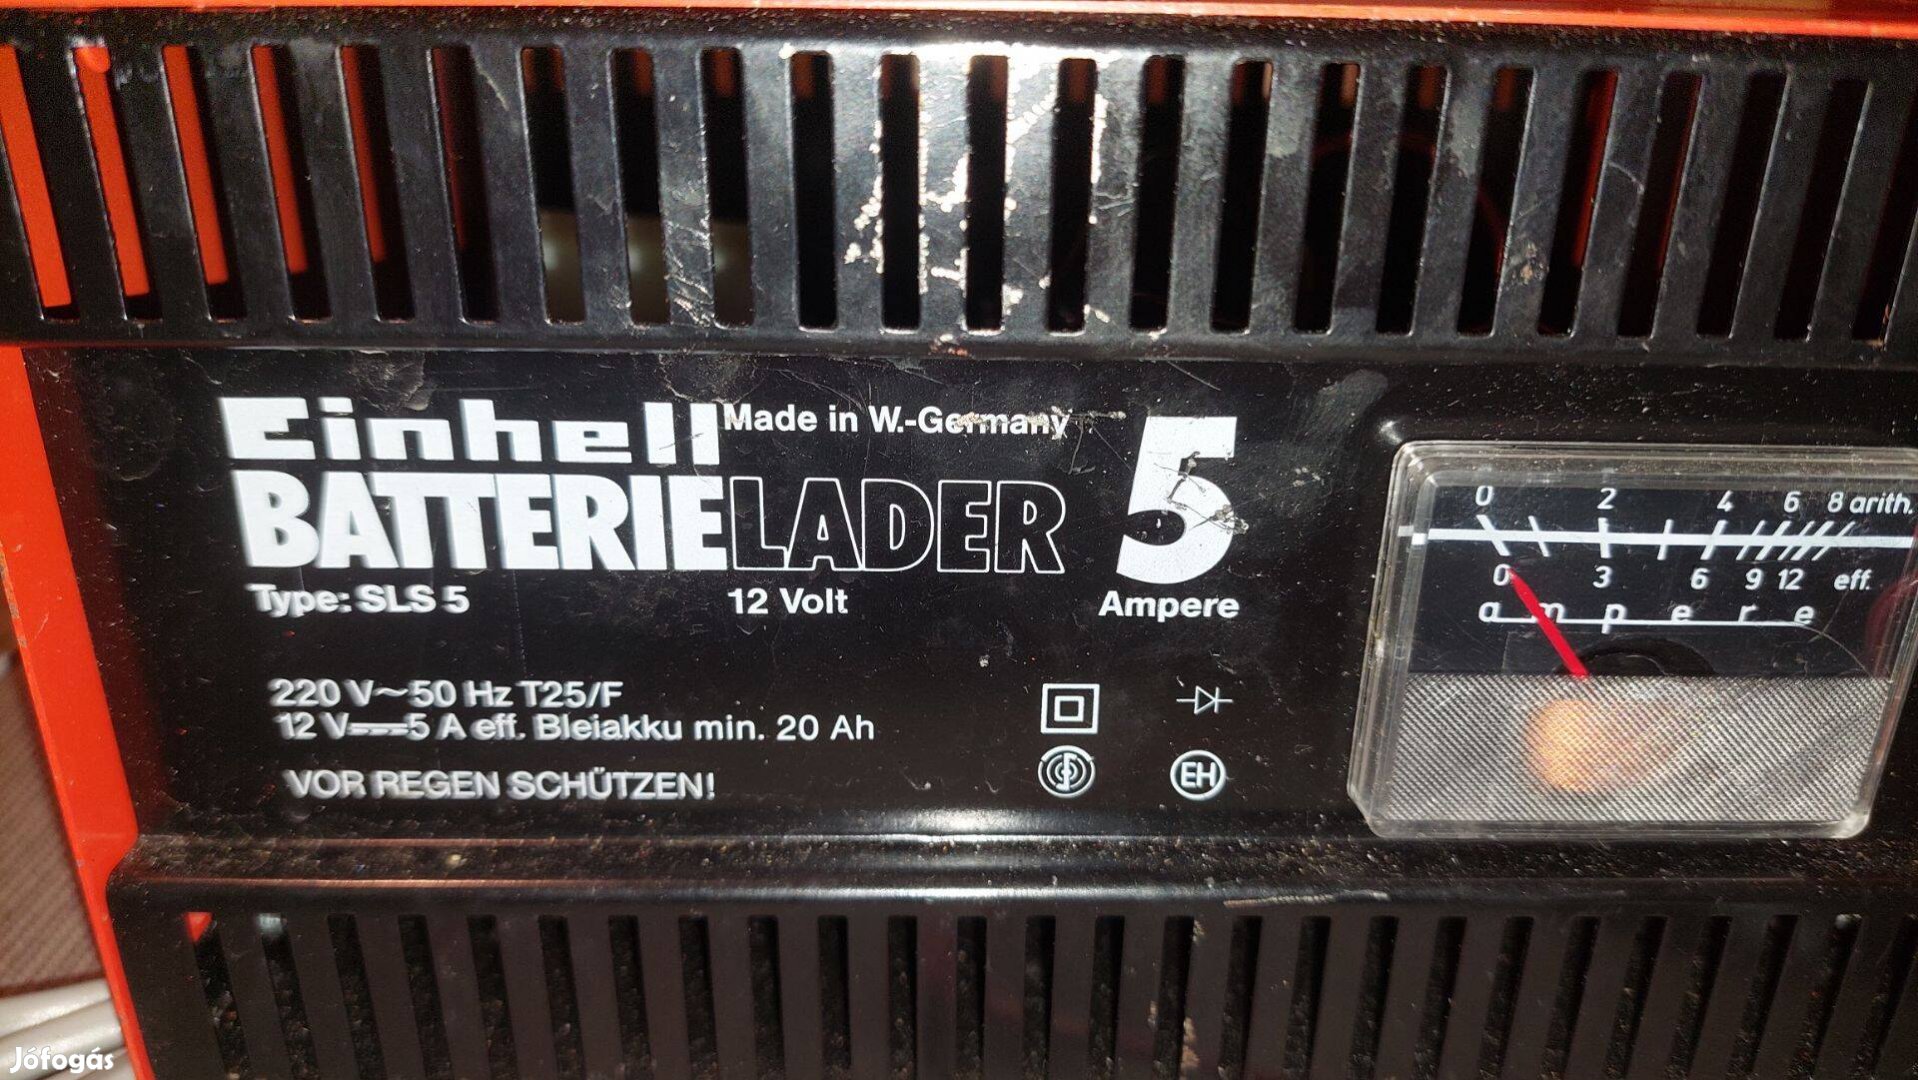 Einhell Made in W.-Germany
BATTERIELADER 5
Type: SLS 5 12 Volt Ampere
220 V~50 Hz T25/F
12 V⎓5 A eff. Bleiakku min. 20 Ah
VOR REGEN SCHÜTZEN!
EH
0 2 4 6 8 arith.
0 3 6 9 12 eff.
ampere
Jófogás